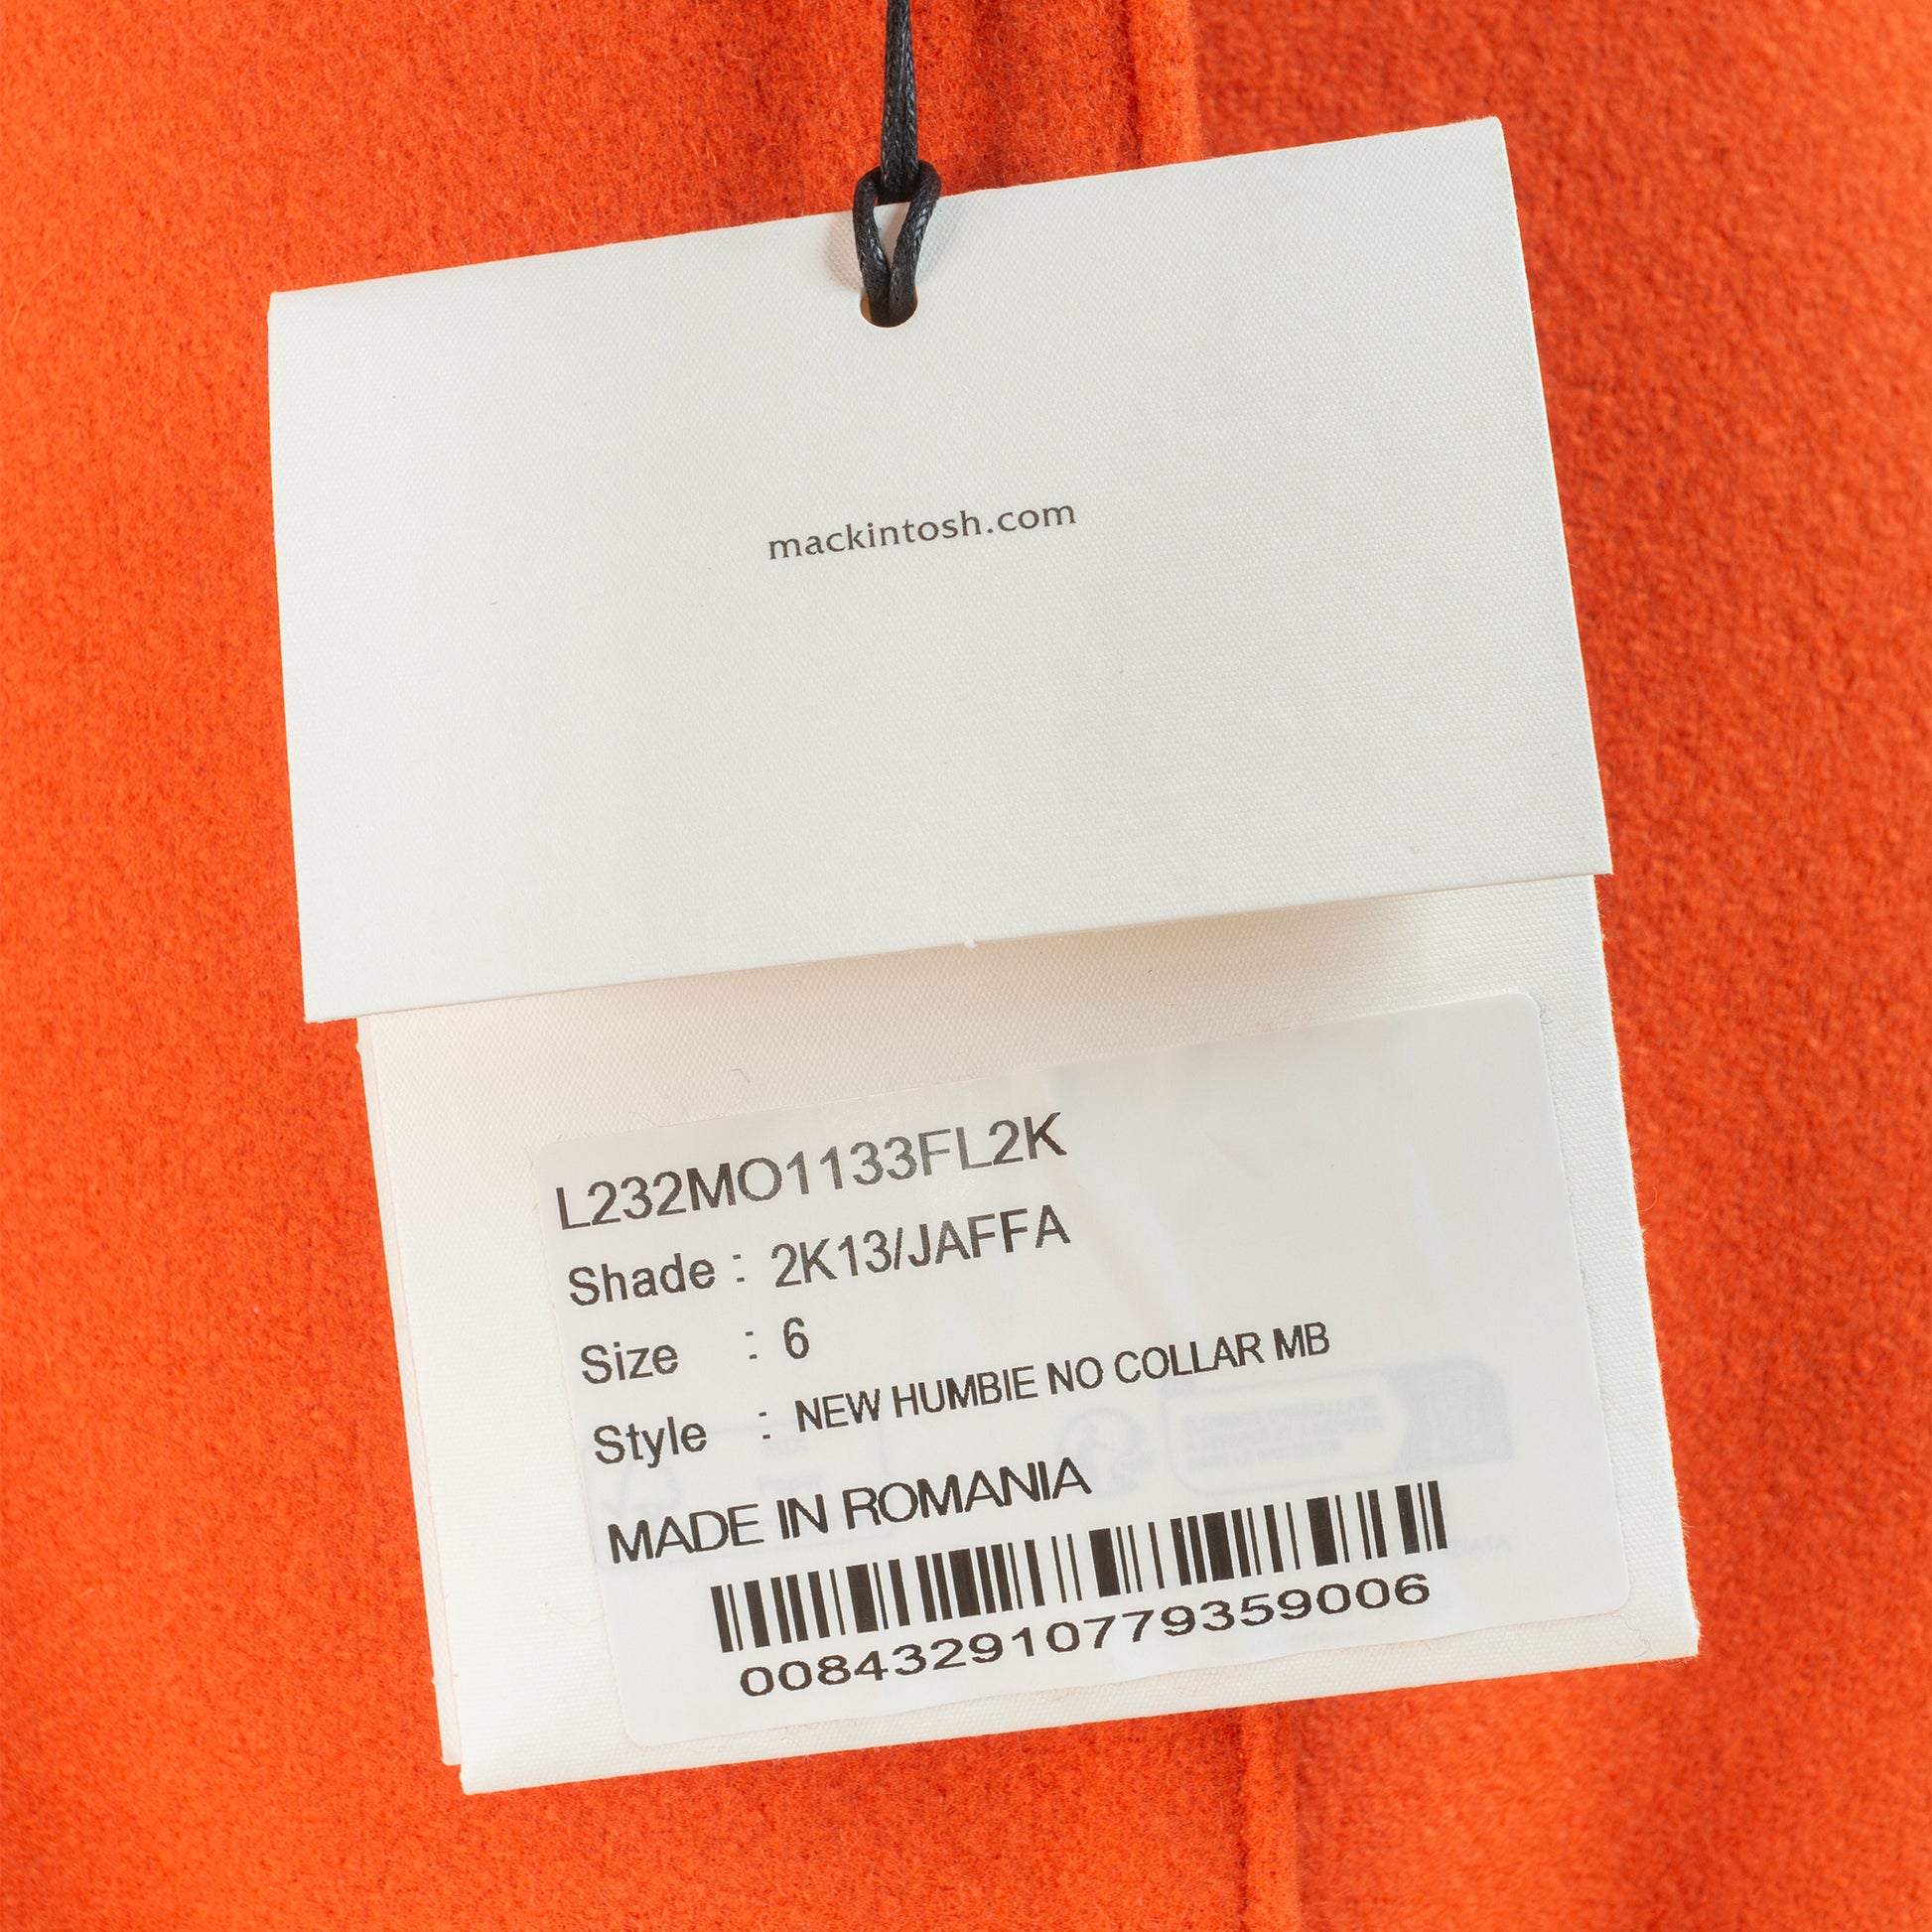 mackintosh.com
L232MO1133FL2K
Shade : 2K13/JAFFA
Size : 6
Style : NEW HUMBIE NO COLLAR MB
MADE IN ROMANIA
008432910779359006